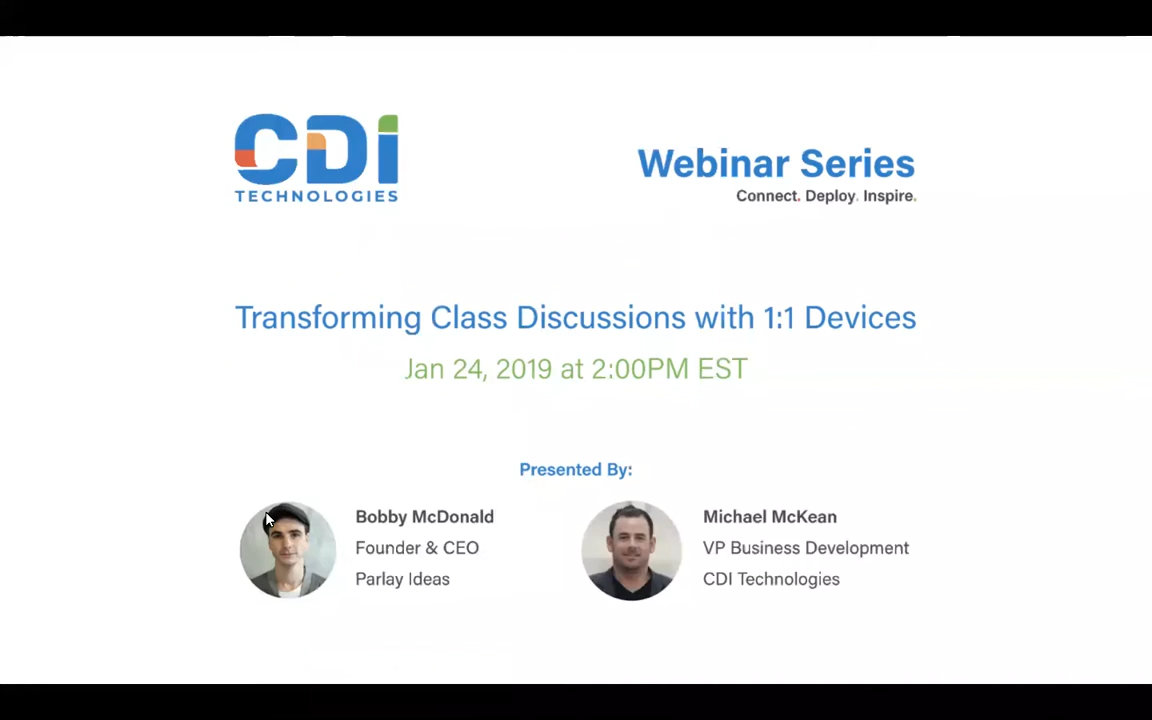 CDI
TECHNOLOGIES
Webinar Series
Connect. Deploy. Inspire.
Transforming Class Discussions with 1:1 Devices
Jan 24, 2019 at 2:00PM EST
Presented By:
Bobby McDonald
Founder & CEO
Parlay Ideas
Michael McKean
VP Business Development
CDI Technologies